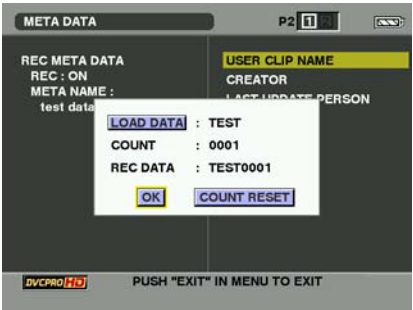 META DATA
P2 1
REC META DATA
REC : ON
META NAME :
test data
USER CLIP NAME
CREATOR
LAST UPDATE PERSON
LOAD DATA : TEST
COUNT : 0001
REC DATA : TEST0001
OK COUNT RESET
DVCPRO HD PUSH "EXIT" IN MENU TO EXIT